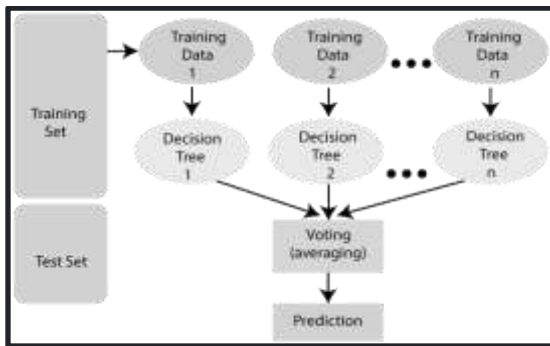 Training
Set
Test Set
Training
Data
1
Training
Data
2
Training
Data
n
Decision
Tree
1
Decision
Tree
2
Decision
Tree
n
Voting
(averaging)
Prediction